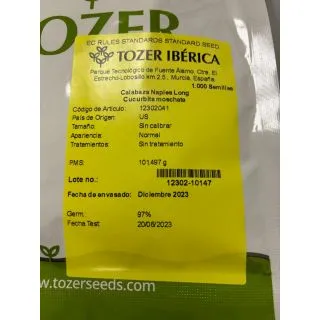 TOZER
EC RULES STANDARDS STANDARD SEED
TOZER IBÉRICA
Parque Tecnológico de Fuente Álamo, Ctra. El
Estrecho-Lobosillo km 2.5 , Murcia, España.
1.000 Semillas
Calabaza Naples Long
Cucurbita moschata
Código de Artículo: 12302041
País de Origen: US
Tamaño: Sin calibrar
Apariencia: Normal
Tratamientos: Sin tratamiento
PMS: 101,497 g
Lote no.: 12302-10147
Fecha de envasado: Diciembre 2023
Germ.: 97%
Fecha Test: 20/06/2023
www.tozerseeds.com